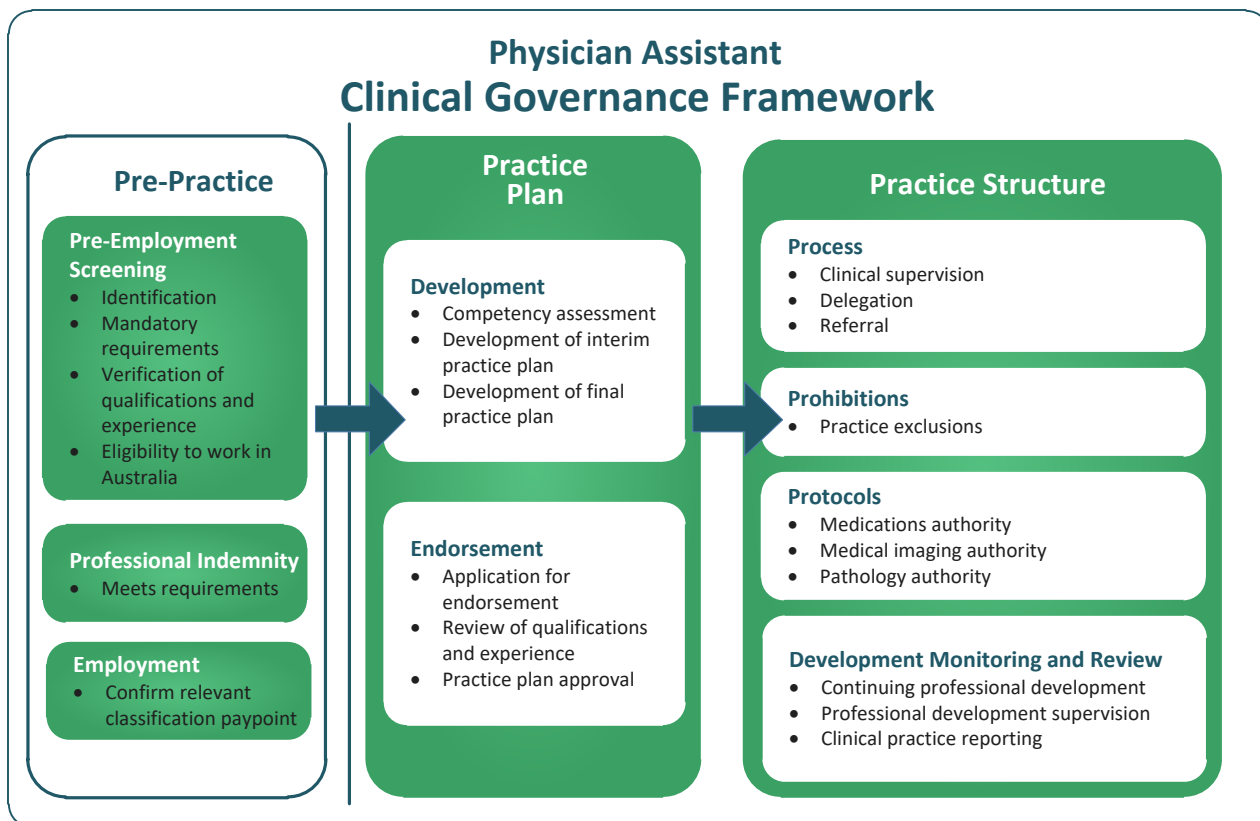 Physician Assistant
Clinical Governance Framework
Pre-Practice
Pre-Employment
Screening
• Identification
• Mandatory
requirements
• Verification of
qualifications and
experience
• Eligibility to work in
Australia
Professional Indemnity
• Meets requirements
Employment
• Confirm relevant
classification paypoint
Practice
Plan
Development
• Competency assessment
• Development of interim
practice plan
• Development of final
practice plan
Endorsement
• Application for
endorsement
• Review of qualifications
and experience
• Practice plan approval
Practice Structure
Process
• Clinical supervision
• Delegation
• Referral
Prohibitions
• Practice exclusions
Protocols
• Medications authority
• Medical imaging authority
• Pathology authority
Development Monitoring and Review
• Continuing professional development
• Professional development supervision
• Clinical practice reporting